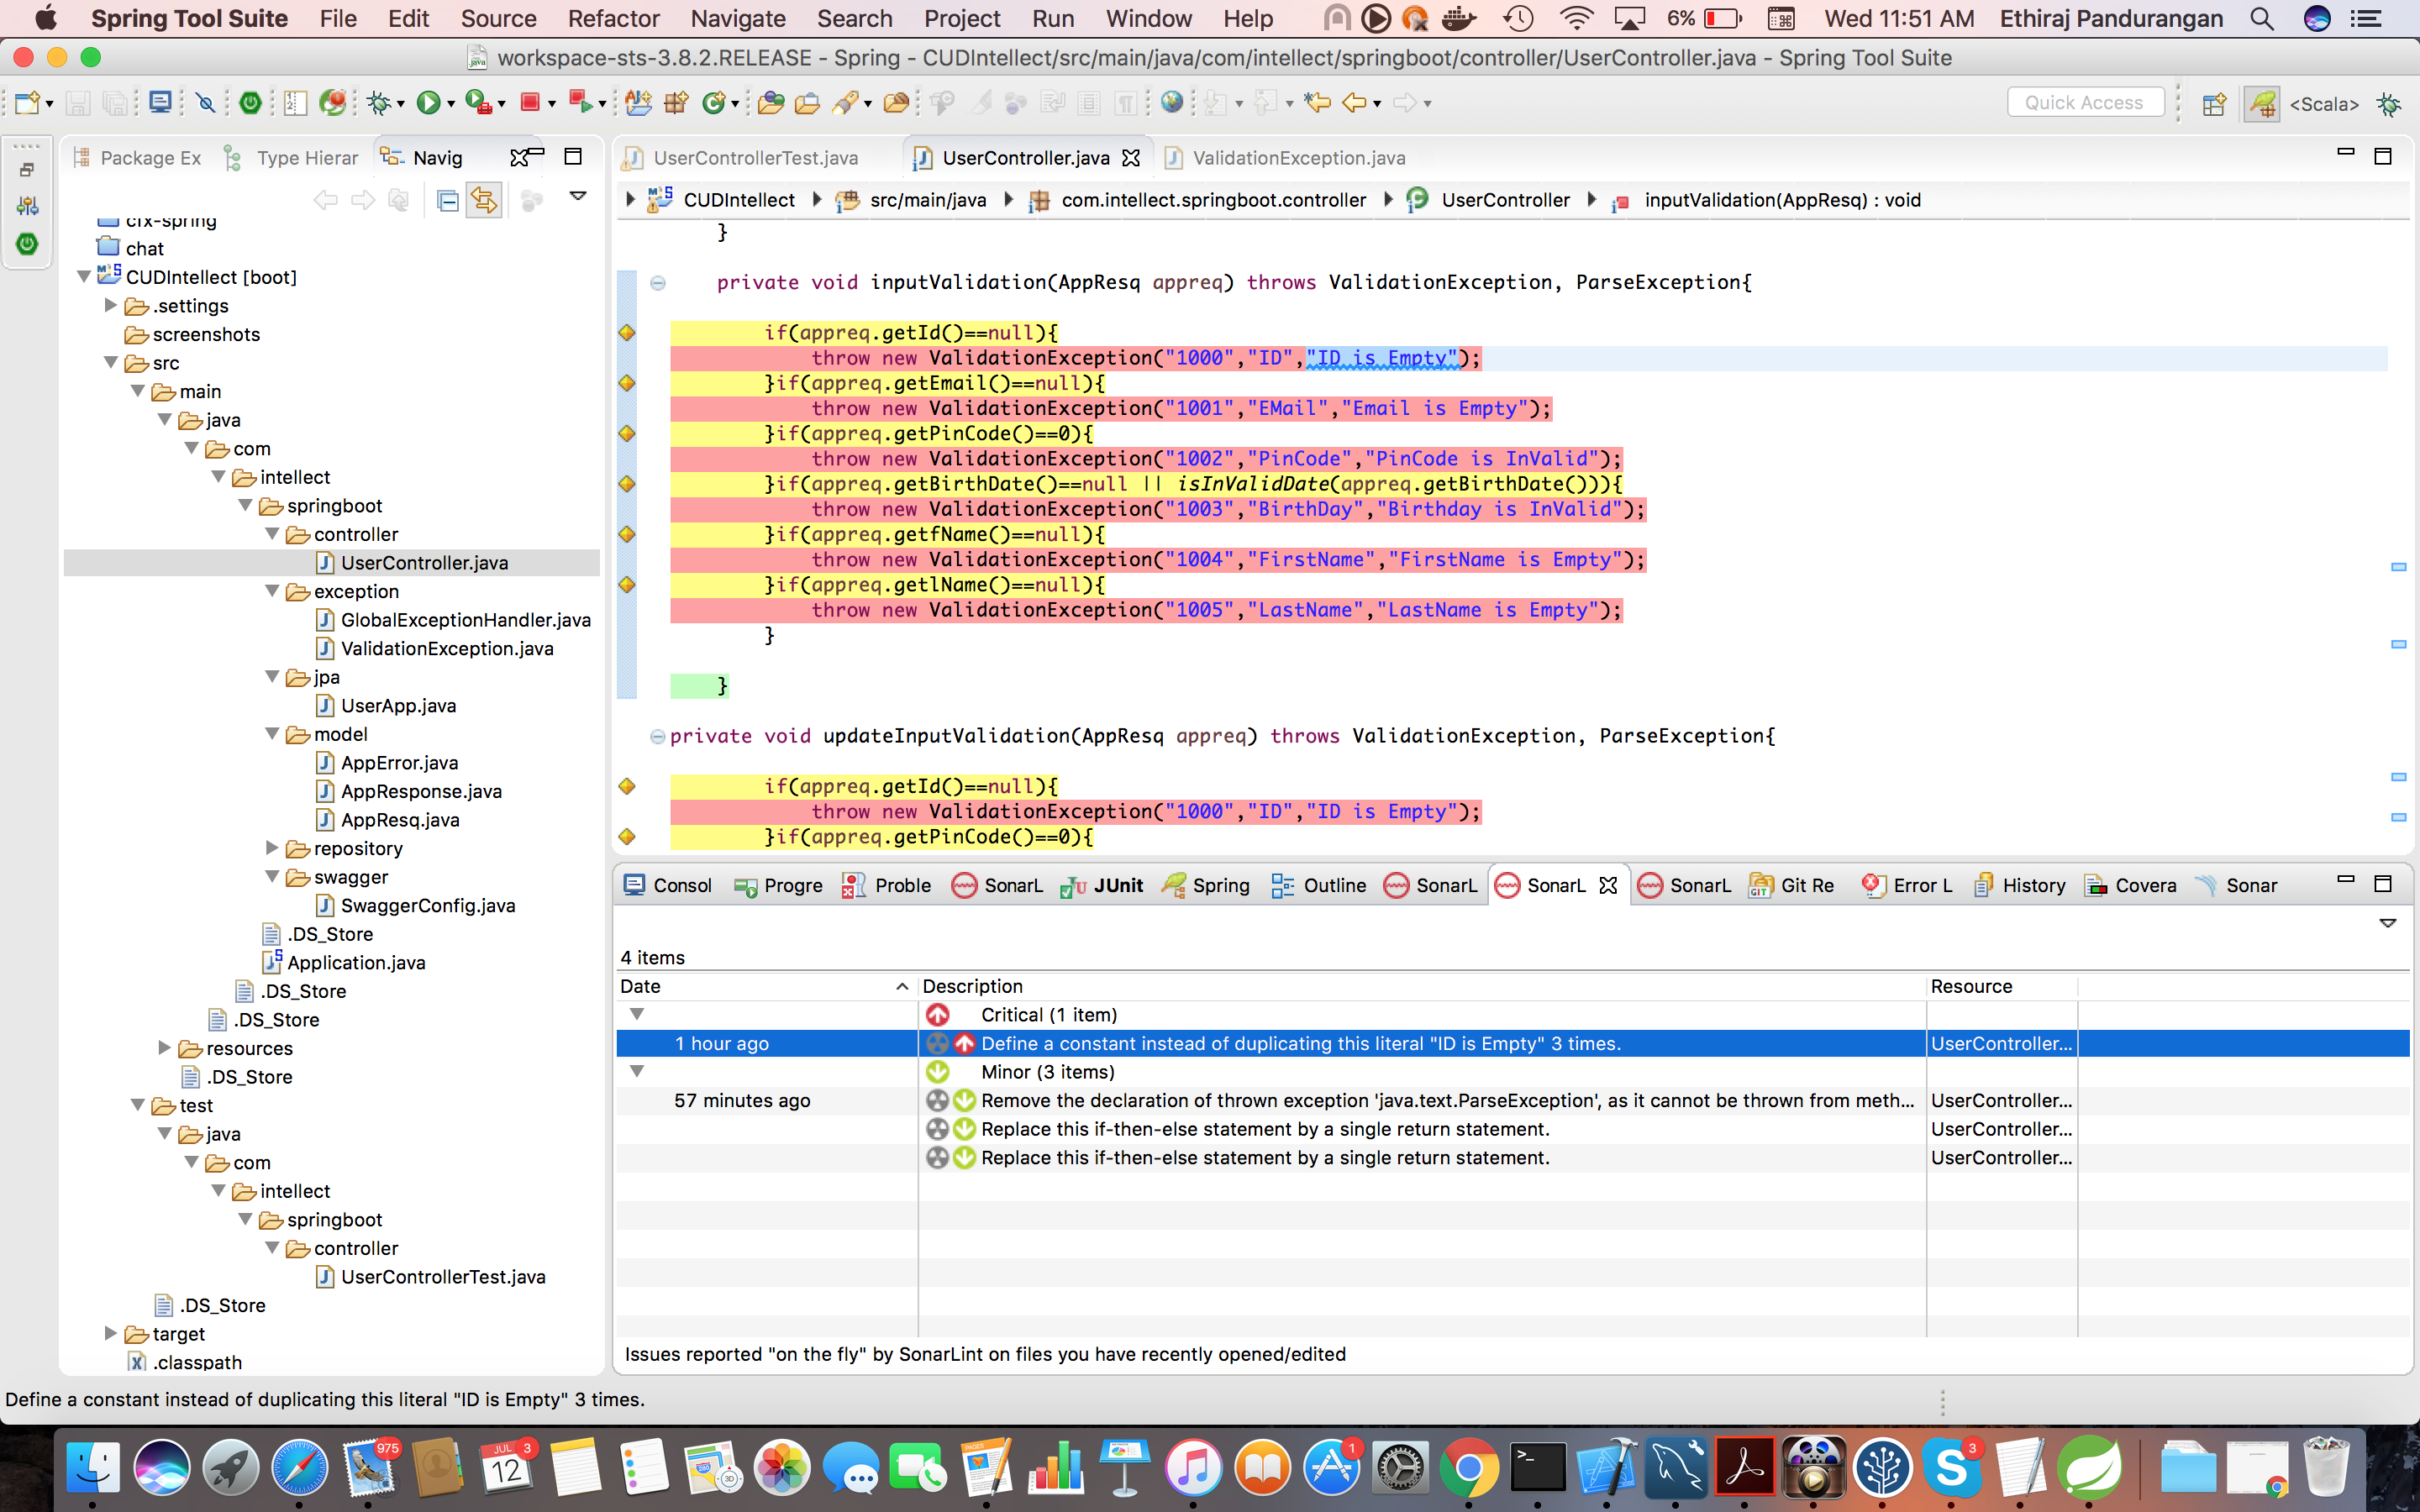 Spring Tool Suite File Edit Source Refactor Navigate Search Project Run Window Help 6% Wed 11:51 AM Ethiraj Pandurangan
workspace-sts-3.8.2.RELEASE - Spring - CUDIntellect/src/main/java/com/intellect/springboot/controller/UserController.java - Spring Tool Suite
Quick Access <Scala>
Package Ex Type Hierar Navig
cfx-spring
chat
CUDIntellect [boot]
.settings
screenshots
src
main
java
com
intellect
springboot
controller
UserController.java
exception
GlobalExceptionHandler.java
ValidationException.java
jpa
UserApp.java
model
AppError.java
AppResponse.java
AppResq.java
repository
swagger
SwaggerConfig.java
.DS_Store
Application.java
.DS_Store
.DS_Store
resources
.DS_Store
test
java
com
intellect
springboot
controller
UserControllerTest.java
.DS_Store
target
.classpath
UserControllerTest.java UserController.java ValidationException.java
CUDIntellect src/main/java com.intellect.springboot.controller UserController inputValidation(AppResq) : void
}
private void inputValidation(AppResq appreq) throws ValidationException, ParseException{
if(appreq.getId()==null){
throw new ValidationException("1000","ID","ID is Empty");
}if(appreq.getEmail()==null){
throw new ValidationException("1001","EMail","Email is Empty");
}if(appreq.getPinCode()==0){
throw new ValidationException("1002","PinCode","PinCode is InValid");
}if(appreq.getBirthDate()==null || isInValidDate(appreq.getBirthDate())){
throw new ValidationException("1003","BirthDay","Birthday is InValid");
}if(appreq.getfName()==null){
throw new ValidationException("1004","FirstName","FirstName is Empty");
}if(appreq.getlName()==null){
throw new ValidationException("1005","LastName","LastName is Empty");
}
}
private void updateInputValidation(AppResq appreq) throws ValidationException, ParseException{
if(appreq.getId()==null){
throw new ValidationException("1000","ID","ID is Empty");
}if(appreq.getPinCode()==0){
Consol Progre Proble SonarL JUnit Spring Outline SonarL SonarL SonarL Git Re Error L History Covera Sonar
4 items
Date Description Resource
Critical (1 item)
1 hour ago Define a constant instead of duplicating this literal "ID is Empty" 3 times. UserController...
Minor (3 items)
57 minutes ago Remove the declaration of thrown exception 'java.text.ParseException', as it cannot be thrown from meth... UserController...
Replace this if-then-else statement by a single return statement. UserController...
Replace this if-then-else statement by a single return statement. UserController...
Issues reported "on the fly" by SonarLint on files you have recently opened/edited
Define a constant instead of duplicating this literal "ID is Empty" 3 times.
975 JUL 12 3 PAGES 3D 1 >_ S 3